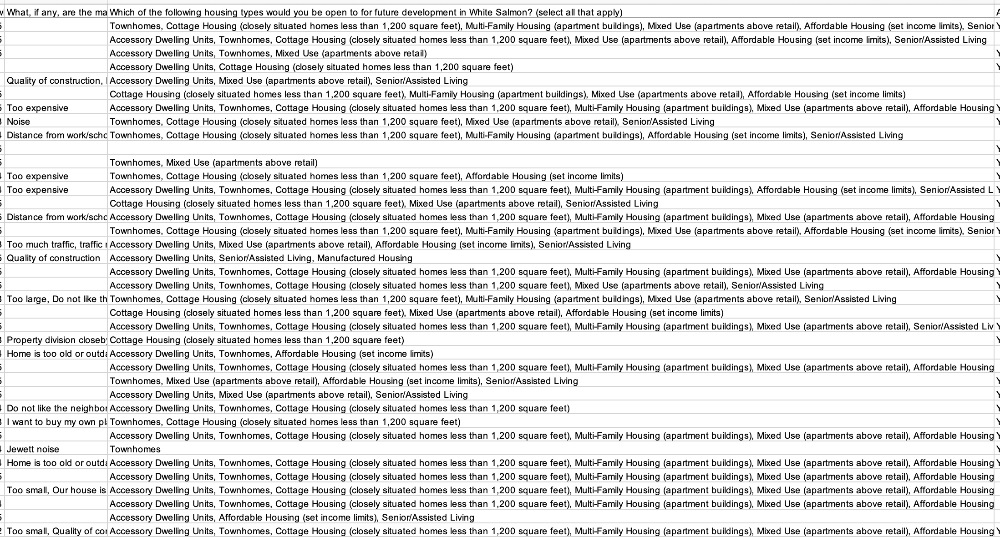 What, if any, are the ma Which of the following housing types would you be open to for future development in White Salmon? (select all that apply)
5 Townhomes, Cottage Housing (closely situated homes less than 1,200 square feet), Multi-Family Housing (apartment buildings), Mixed Use (apartments above retail), Affordable Housing (set income limits), Senior Y
5 Accessory Dwelling Units, Townhomes, Cottage Housing (closely situated homes less than 1,200 square feet), Mixed Use (apartments above retail), Affordable Housing (set income limits), Senior/Assisted Living
5 Accessory Dwelling Units, Townhomes, Mixed Use (apartments above retail) Y
Accessory Dwelling Units, Cottage Housing (closely situated homes less than 1,200 square feet) Y
Quality of construction, Accessory Dwelling Units, Mixed Use (apartments above retail), Senior/Assisted Living
5 Cottage Housing (closely situated homes less than 1,200 square feet), Multi-Family Housing (apartment buildings), Mixed Use (apartments above retail), Affordable Housing (set income limits)
5 Too expensive Accessory Dwelling Units, Townhomes, Cottage Housing (closely situated homes less than 1,200 square feet), Multi-Family Housing (apartment buildings), Mixed Use (apartments above retail), Affordable Housing Y
3 Noise Townhomes, Cottage Housing (closely situated homes less than 1,200 square feet), Mixed Use (apartments above retail), Senior/Assisted Living Y
4 Distance from work/scho Townhomes, Cottage Housing (closely situated homes less than 1,200 square feet), Multi-Family Housing (apartment buildings), Affordable Housing (set income limits), Senior/Assisted Living
5 Y
5 Townhomes, Mixed Use (apartments above retail) Y
4 Too expensive Townhomes, Cottage Housing (closely situated homes less than 1,200 square feet), Affordable Housing (set income limits) Y
4 Too expensive Accessory Dwelling Units, Townhomes, Cottage Housing (closely situated homes less than 1,200 square feet), Multi-Family Housing (apartment buildings), Affordable Housing (set income limits), Senior/Assisted L Y
5 Cottage Housing (closely situated homes less than 1,200 square feet), Mixed Use (apartments above retail), Senior/Assisted Living Y
5 Distance from work/scho Accessory Dwelling Units, Townhomes, Cottage Housing (closely situated homes less than 1,200 square feet), Multi-Family Housing (apartment buildings), Mixed Use (apartments above retail), Affordable Housing
5 Townhomes, Cottage Housing (closely situated homes less than 1,200 square feet), Multi-Family Housing (apartment buildings), Mixed Use (apartments above retail), Affordable Housing (set income limits), Senior Y
3 Too much traffic, traffic Accessory Dwelling Units, Mixed Use (apartments above retail), Affordable Housing (set income limits), Senior/Assisted Living
5 Quality of construction Accessory Dwelling Units, Senior/Assisted Living, Manufactured Housing Y
5 Accessory Dwelling Units, Townhomes, Cottage Housing (closely situated homes less than 1,200 square feet), Multi-Family Housing (apartment buildings), Mixed Use (apartments above retail), Affordable Housing Y
5 Accessory Dwelling Units, Townhomes, Cottage Housing (closely situated homes less than 1,200 square feet), Mixed Use (apartments above retail), Senior/Assisted Living Y
3 Too large, Do not like th Townhomes, Cottage Housing (closely situated homes less than 1,200 square feet), Multi-Family Housing (apartment buildings), Mixed Use (apartments above retail), Senior/Assisted Living Y
5 Cottage Housing (closely situated homes less than 1,200 square feet), Mixed Use (apartments above retail), Affordable Housing (set income limits)
5 Accessory Dwelling Units, Townhomes, Cottage Housing (closely situated homes less than 1,200 square feet), Multi-Family Housing (apartment buildings), Mixed Use (apartments above retail), Senior/Assisted Liv Y
3 Property division closeby Cottage Housing (closely situated homes less than 1,200 square feet) Y
4 Home is too old or outda Accessory Dwelling Units, Townhomes, Affordable Housing (set income limits)
5 Accessory Dwelling Units, Townhomes, Cottage Housing (closely situated homes less than 1,200 square feet), Multi-Family Housing (apartment buildings), Mixed Use (apartments above retail), Affordable Housing
5 Townhomes, Mixed Use (apartments above retail), Affordable Housing (set income limits), Senior/Assisted Living Y
5 Accessory Dwelling Units, Mixed Use (apartments above retail), Senior/Assisted Living Y
4 Do not like the neighbor Accessory Dwelling Units, Townhomes, Cottage Housing (closely situated homes less than 1,200 square feet) Y
3 I want to buy my own pl Townhomes, Cottage Housing (closely situated homes less than 1,200 square feet) Y
5 Accessory Dwelling Units, Townhomes, Cottage Housing (closely situated homes less than 1,200 square feet), Multi-Family Housing (apartment buildings), Mixed Use (apartments above retail), Affordable Housing Y
4 Jewett noise Townhomes Y
4 Home is too old or outda Accessory Dwelling Units, Townhomes, Cottage Housing (closely situated homes less than 1,200 square feet), Multi-Family Housing (apartment buildings), Mixed Use (apartments above retail), Affordable Housing Y
5 Accessory Dwelling Units, Townhomes, Cottage Housing (closely situated homes less than 1,200 square feet), Multi-Family Housing (apartment buildings), Mixed Use (apartments above retail), Affordable Housing
Too small, Our house is Accessory Dwelling Units, Townhomes, Cottage Housing (closely situated homes less than 1,200 square feet), Multi-Family Housing (apartment buildings), Mixed Use (apartments above retail), Affordable Housing
4 Accessory Dwelling Units, Townhomes, Cottage Housing (closely situated homes less than 1,200 square feet), Multi-Family Housing (apartment buildings), Mixed Use (apartments above retail), Affordable Housing
5 Accessory Dwelling Units, Affordable Housing (set income limits), Senior/Assisted Living
2 Too small, Quality of con Accessory Dwelling Units, Townhomes, Cottage Housing (closely situated homes less than 1,200 square feet), Multi-Family Housing (apartment buildings), Mixed Use (apartments above retail), Affordable Housing Y